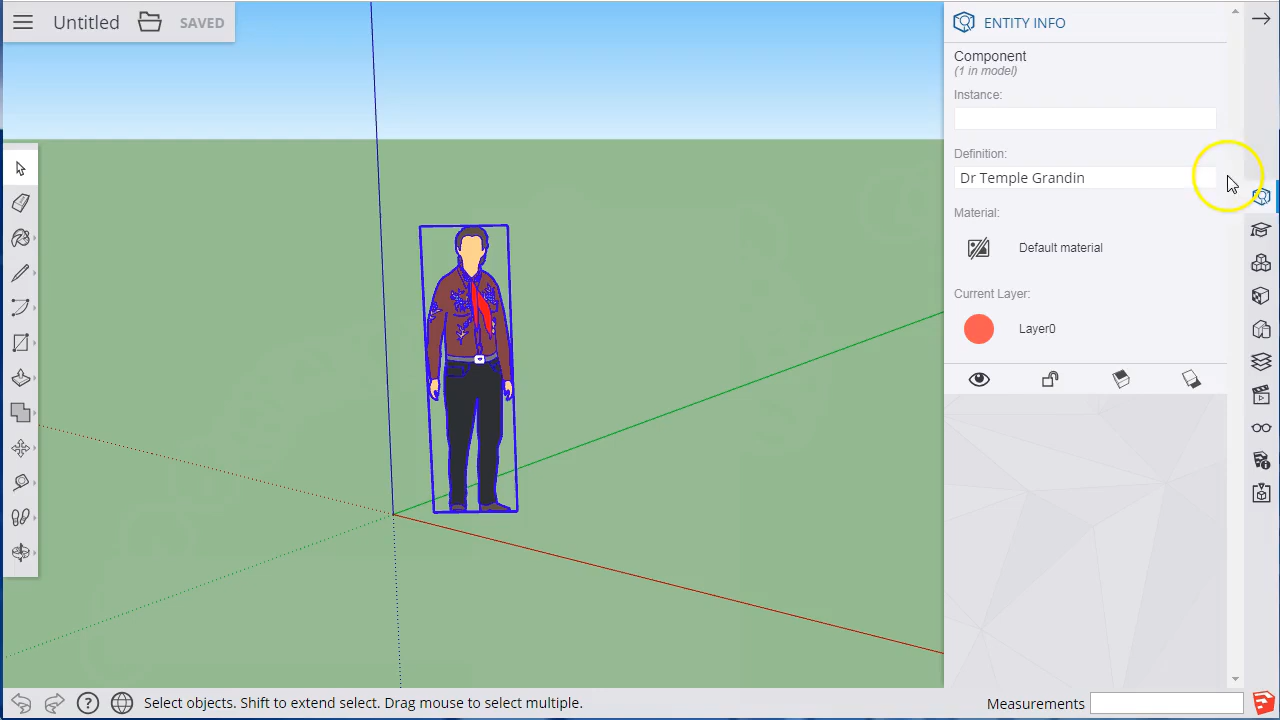 Untitled SAVED
ENTITY INFO
Component
(1 in model)
Instance:
Definition:
Dr Temple Grandin
Material:
Default material
Current Layer:
Layer0
Select objects. Shift to extend select. Drag mouse to select multiple.
Measurements